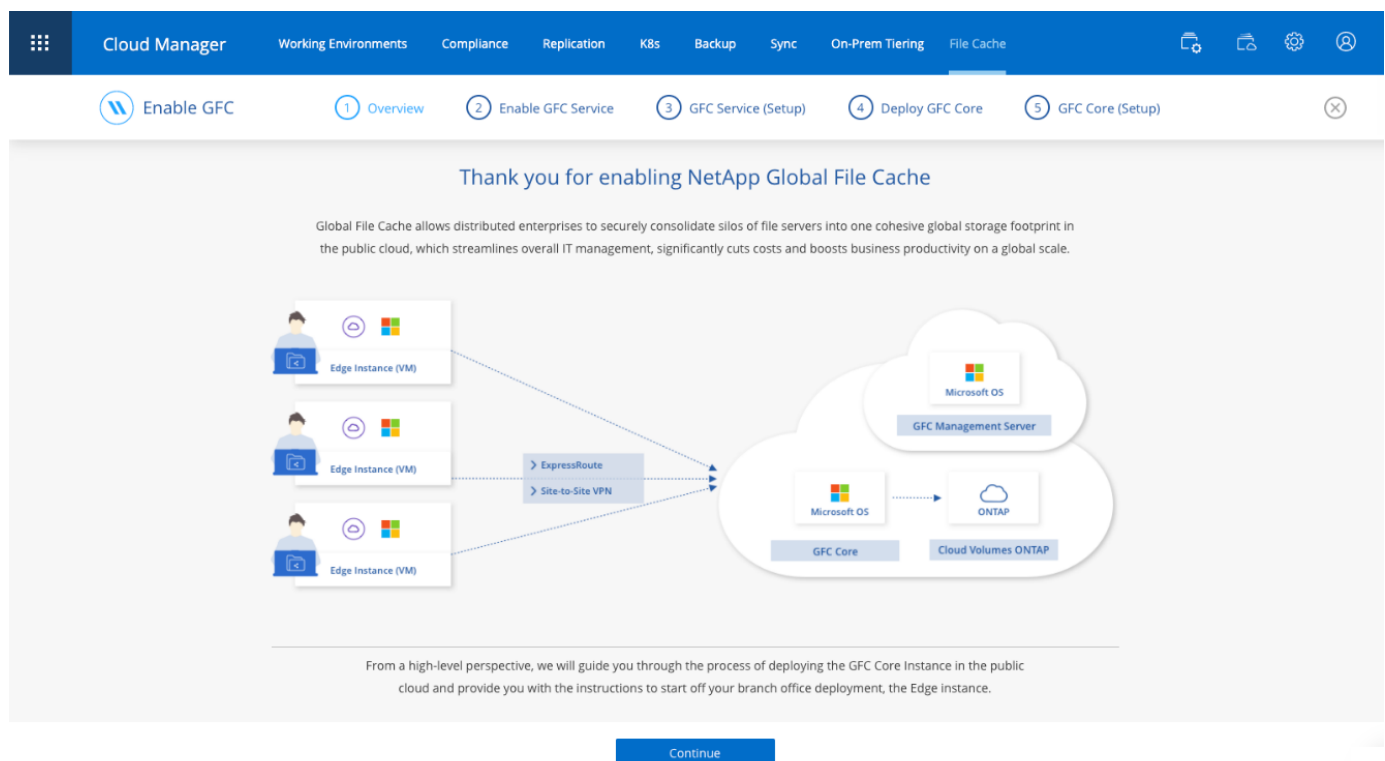 Cloud Manager
Working Environments
Compliance
Replication
K8s
Backup
Sync
On-Prem Tiering
File Cache
Enable GFC
1 Overview
2 Enable GFC Service
3 GFC Service (Setup)
4 Deploy GFC Core
5 GFC Core (Setup)
Thank you for enabling NetApp Global File Cache
Global File Cache allows distributed enterprises to securely consolidate silos of file servers into one cohesive global storage footprint in
the public cloud, which streamlines overall IT management, significantly cuts costs and boosts business productivity on a global scale.
Edge Instance (VM)
Edge Instance (VM)
Edge Instance (VM)
> ExpressRoute
> Site-to-Site VPN
Microsoft OS
GFC Management Server
Microsoft OS
GFC Core
ONTAP
Cloud Volumes ONTAP
From a high-level perspective, we will guide you through the process of deploying the GFC Core Instance in the public
cloud and provide you with the instructions to start off your branch office deployment, the Edge instance.
Continue